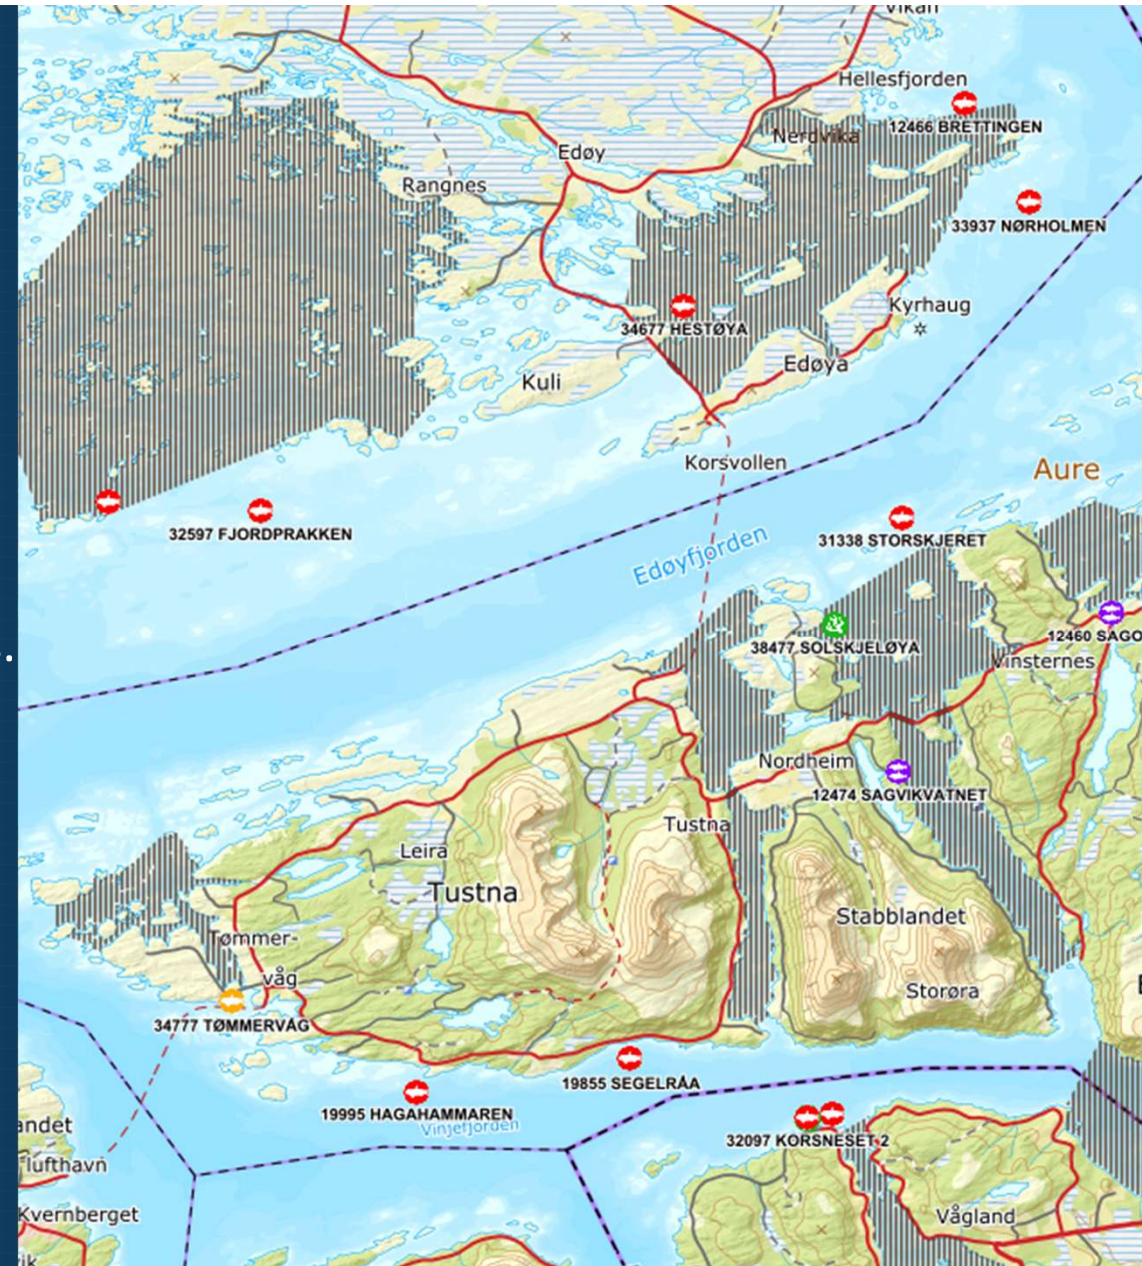 Vikan
Hellesfjorden
12466 BRETTINGEN
Nerdvika
Edøy
Rangnes
33937 NØRHOLMEN
Kyrhaug
34677 HESTØYA
Edøya
Kuli
Korsvollen
Aure
32597 FJORDPRAKKEN
31338 STORSKJERET
Edøyfjorden
12460 SAGO
38477 SOLSKJELØYA
Vinsternes
Nordheim
12474 SAGVIKVATNET
Tustna
Leira
Tustna
Stabblandet
Tømmer-
våg
Storøra
34777 TØMMERVÅG
19855 SEGELRÅA
19995 HAGAHAMMAREN
Vinjefjorden
andet
32097 KORSNESET 2
lufthavn
Kvernberget
Vågland
vik